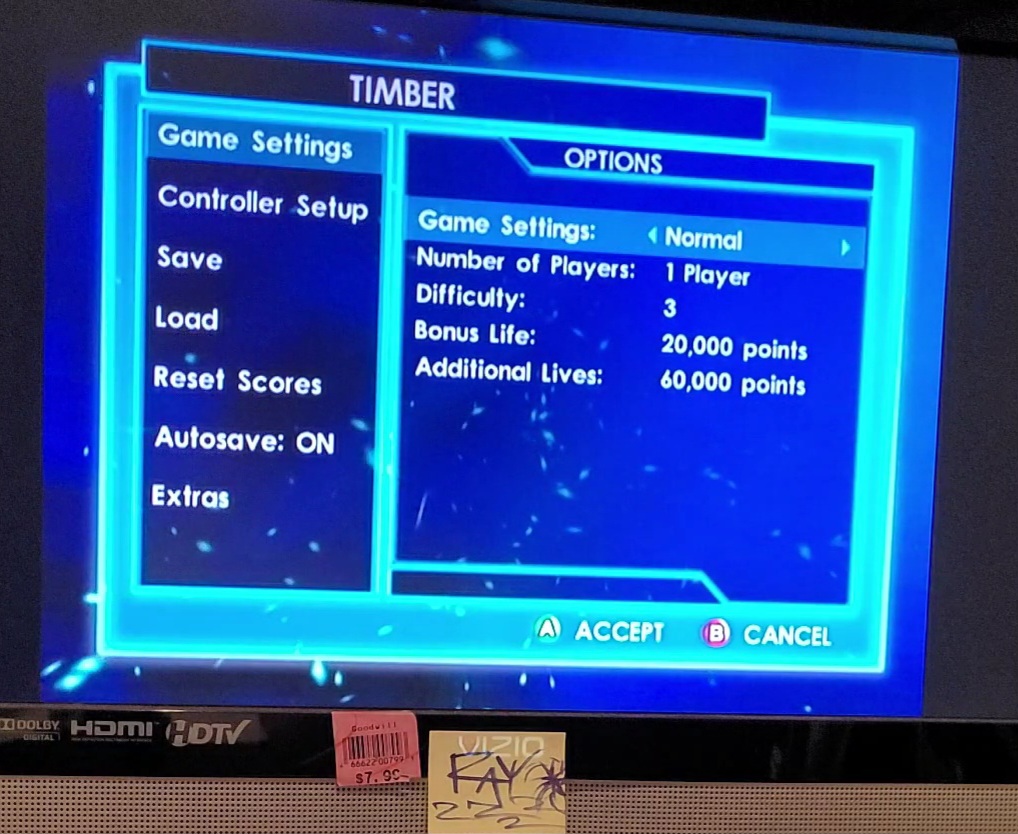 TIMBER
Game Settings
Controller Setup
Save
Load
Reset Scores
Autosave: ON
Extras
OPTIONS
Game Settings: Normal
Number of Players: 1 Player
Difficulty: 3
Bonus Life: 20,000 points
Additional Lives: 60,000 points
A ACCEPT B CANCEL
DOLBY DIGITAL HDMI HDTV
Goodwill
$7.99
VIZIO
RAY
222